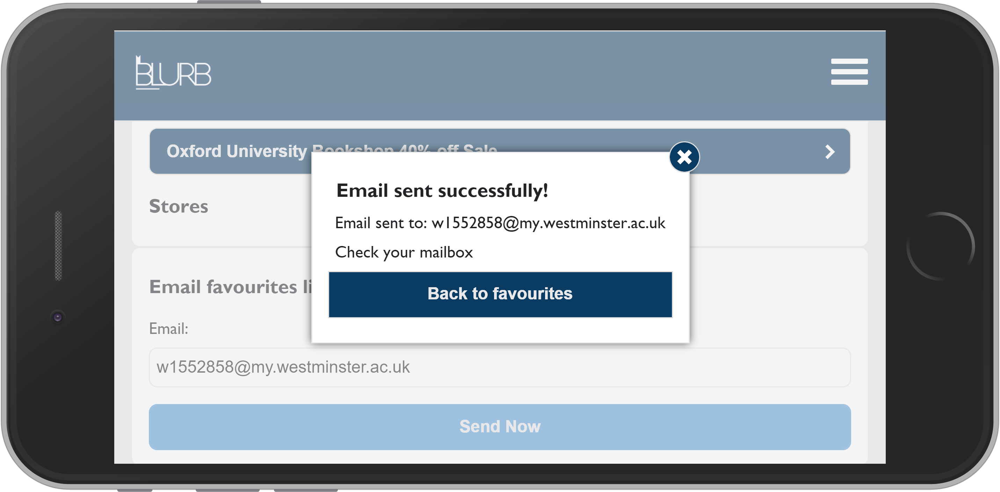 BLURB
Oxford University Bookshop 40% off Sale
Email sent successfully!
Stores
Email sent to: w1552858@my.westminster.ac.uk
Check your mailbox
Email favourites li
Back to favourites
Email:
w1552858@my.westminster.ac.uk
Send Now